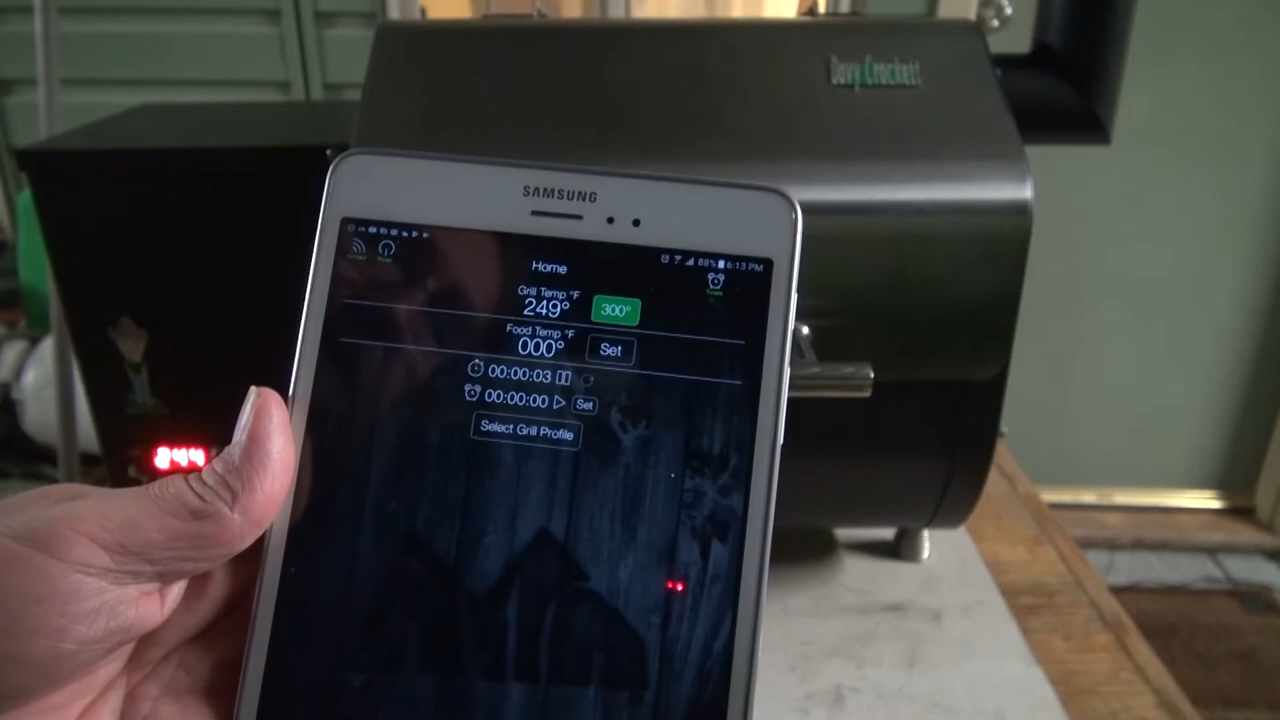 Davy Crockett
SAMSUNG
88% 6:13 PM
Home
Grill Temp °F
249° 300°
Food Temp °F
000° Set
00:00:03
00:00:00 Set
Select Grill Profile
244